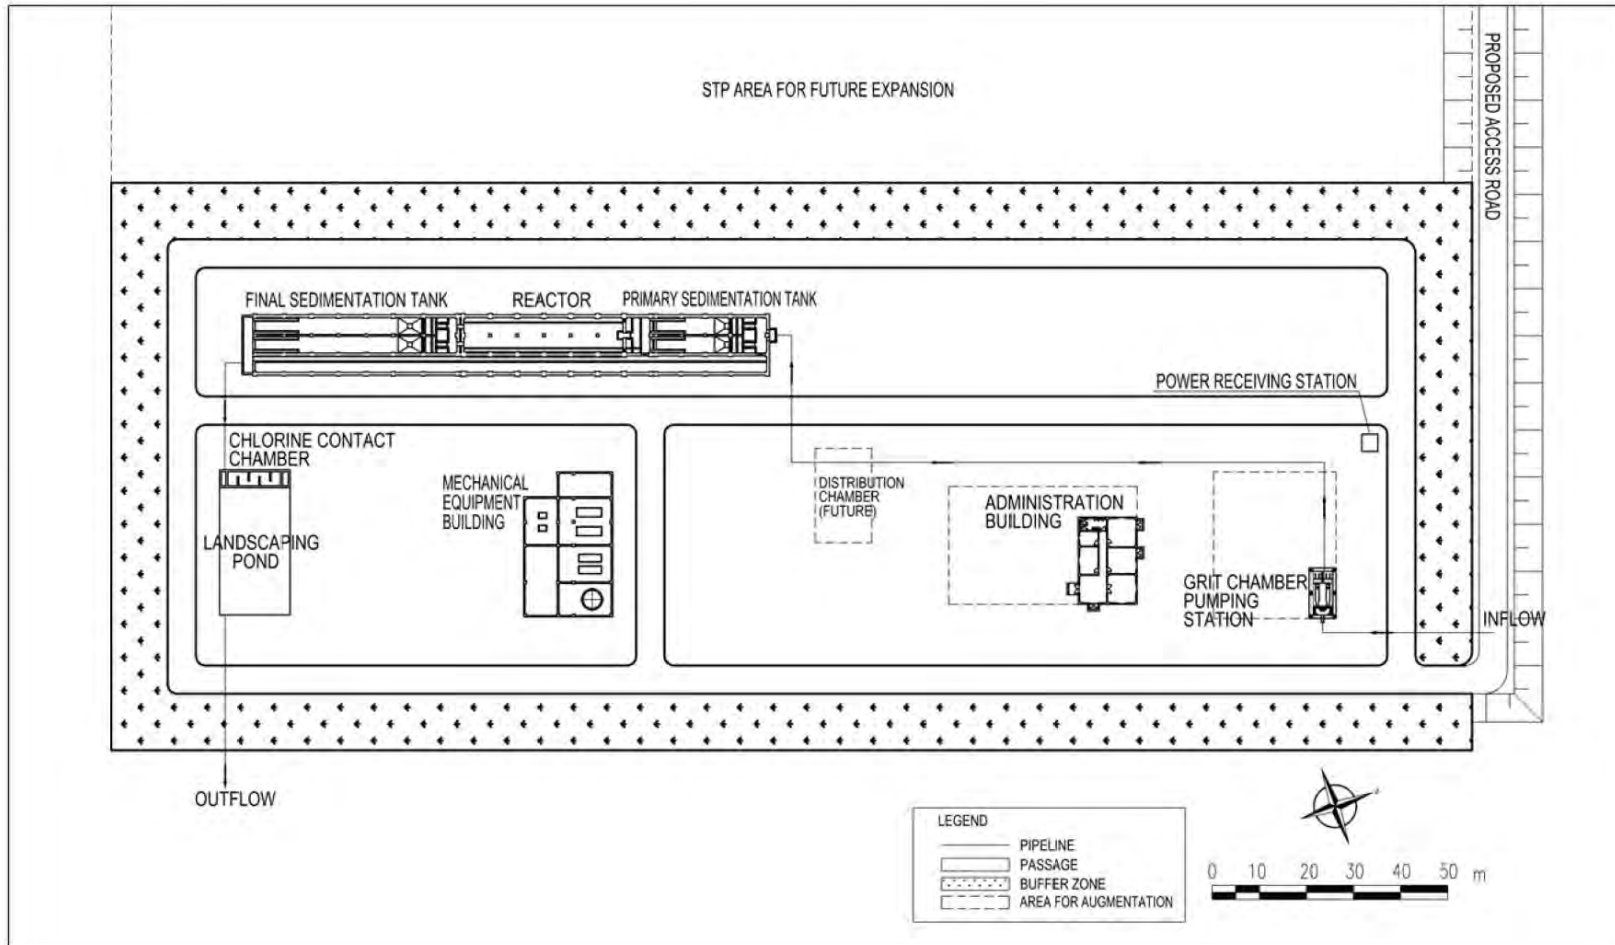 STP AREA FOR FUTURE EXPANSION
PROPOSED ACCESS ROAD
FINAL SEDIMENTATION TANK
REACTOR
PRIMARY SEDIMENTATION TANK
POWER RECEIVING STATION
CHLORINE CONTACT
CHAMBER
MECHANICAL
EQUIPMENT
BUILDING
DISTRIBUTION
CHAMBER
(FUTURE)
ADMINISTRATION
BUILDING
LANDSCAPING
POND
GRIT CHAMBER
PUMPING
STATION
INFLOW
OUTFLOW
LEGEND
PIPELINE
PASSAGE
BUFFER ZONE
AREA FOR AUGMENTATION
0 10 20 30 40 50 m